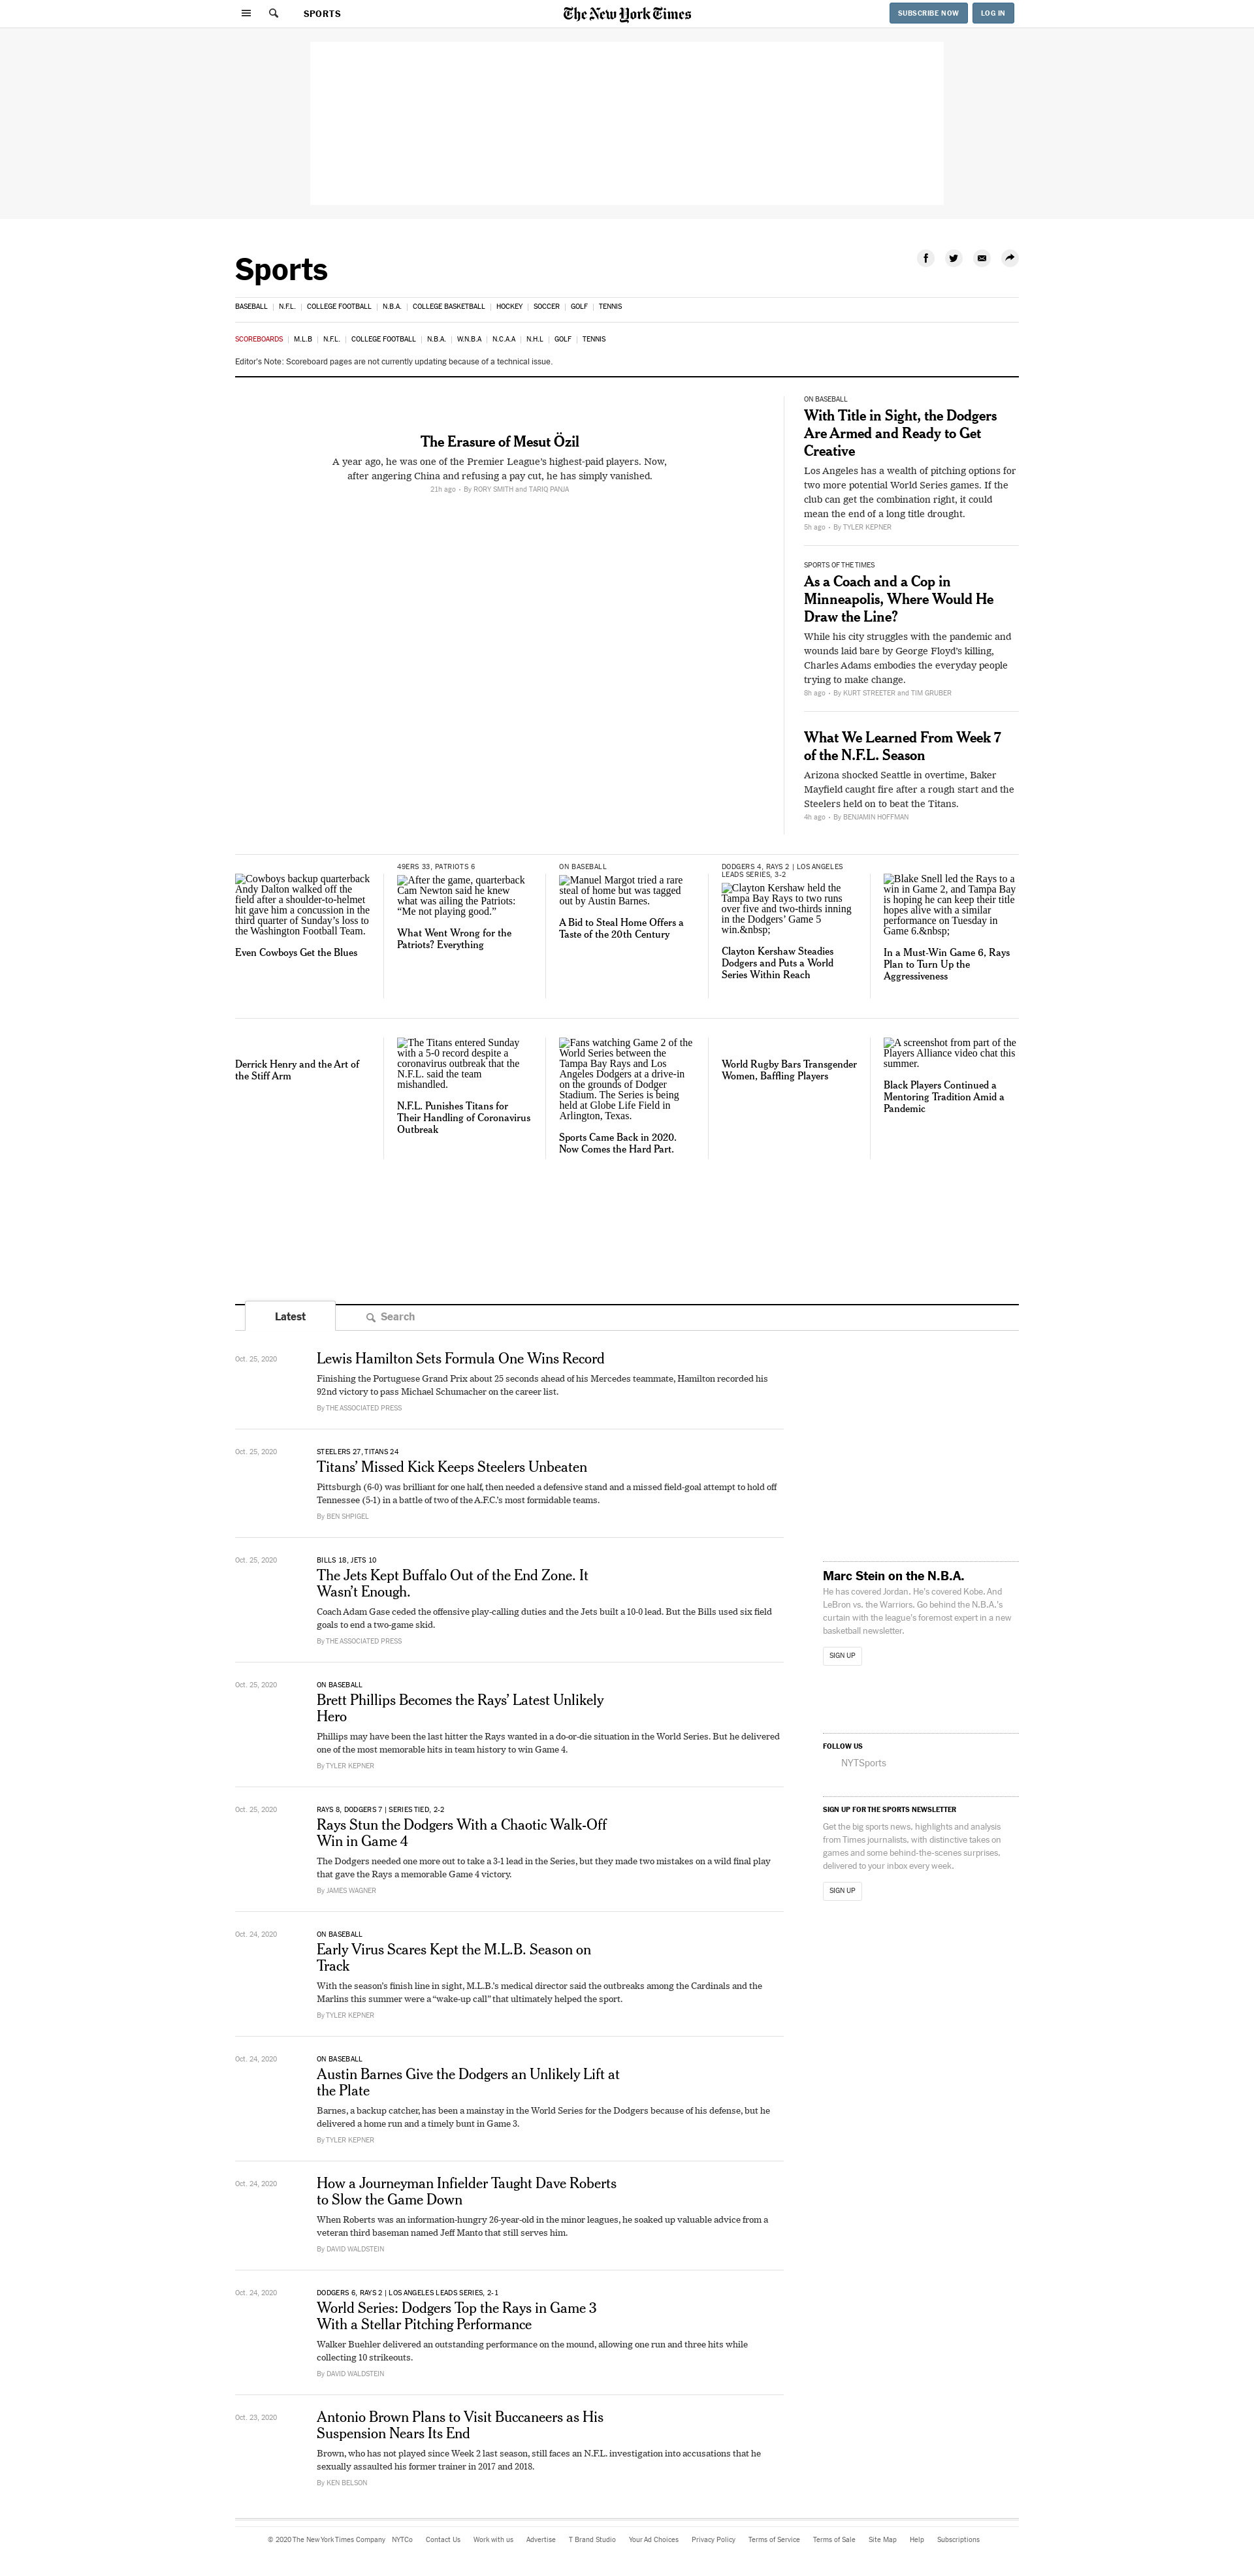 SPORTS
The New York Times
SUBSCRIBE NOW
LOG IN
Sports
BASEBALL | N.F.L. | COLLEGE FOOTBALL | N.B.A. | COLLEGE BASKETBALL | HOCKEY | SOCCER | GOLF | TENNIS
SCOREBOARDS | M.L.B | N.F.L. | COLLEGE FOOTBALL | N.B.A. | W.N.B.A | N.C.A.A | N.H.L | GOLF | TENNIS
Editor's Note: Scoreboard pages are not currently updating because of a technical issue.
The Erasure of Mesut Özil
A year ago, he was one of the Premier League's highest-paid players. Now,
after angering China and refusing a pay cut, he has simply vanished.
21h ago • By RORY SMITH and TARIQ PANJA
ON BASEBALL
With Title in Sight, the Dodgers
Are Armed and Ready to Get
Creative
Los Angeles has a wealth of pitching options for
two more potential World Series games. If the
club can get the combination right, it could
mean the end of a long title drought.
5h ago • By TYLER KEPNER
SPORTS OF THE TIMES
As a Coach and a Cop in
Minneapolis, Where Would He
Draw the Line?
While his city struggles with the pandemic and
wounds laid bare by George Floyd's killing,
Charles Adams embodies the everyday people
trying to make change.
8h ago • By KURT STREETER and TIM GRUBER
What We Learned From Week 7
of the N.F.L. Season
Arizona shocked Seattle in overtime, Baker
Mayfield caught fire after a rough start and the
Steelers held on to beat the Titans.
4h ago • By BENJAMIN HOFFMAN
Cowboys backup quarterback
Andy Dalton walked off the
field after a shoulder-to-helmet
hit gave him a concussion in the
third quarter of Sunday's loss to
the Washington Football Team.
Even Cowboys Get the Blues
49ERS 33, PATRIOTS 6
After the game, quarterback
Cam Newton said he knew
what was ailing the Patriots:
“Me not playing good.”
What Went Wrong for the
Patriots? Everything
ON BASEBALL
Manuel Margot tried a rare
steal of home but was tagged
out by Austin Barnes.
A Bid to Steal Home Offers a
Taste of the 20th Century
DODGERS 4, RAYS 2 | LOS ANGELES
LEADS SERIES, 3-2
Clayton Kershaw held the
Tampa Bay Rays to two runs
over five and two-thirds inning
in the Dodgers’ Game 5
win.&nbsp;
Clayton Kershaw Steadies
Dodgers and Puts a World
Series Within Reach
Blake Snell led the Rays to a
win in Game 2, and Tampa Bay
is hoping he can keep their title
hopes alive with a similar
performance on Tuesday in
Game 6.&nbsp;
In a Must-Win Game 6, Rays
Plan to Turn Up the
Aggressiveness
Derrick Henry and the Art of
the Stiff Arm
The Titans entered Sunday
with a 5-0 record despite a
coronavirus outbreak that the
N.F.L. said the team
mishandled.
N.F.L. Punishes Titans for
Their Handling of Coronavirus
Outbreak
Fans watching Game 2 of the
World Series between the
Tampa Bay Rays and Los
Angeles Dodgers at a drive-in
on the grounds of Dodger
Stadium. The Series is being
held at Globe Life Field in
Arlington, Texas.
Sports Came Back in 2020.
Now Comes the Hard Part.
World Rugby Bars Transgender
Women, Baffling Players
A screenshot from part of the
Players Alliance video chat this
summer.
Black Players Continued a
Mentoring Tradition Amid a
Pandemic
Latest
Search
Oct. 25, 2020
Lewis Hamilton Sets Formula One Wins Record
Finishing the Portuguese Grand Prix about 25 seconds ahead of his Mercedes teammate, Hamilton recorded his
92nd victory to pass Michael Schumacher on the career list.
By THE ASSOCIATED PRESS
Oct. 25, 2020
STEELERS 27, TITANS 24
Titans’ Missed Kick Keeps Steelers Unbeaten
Pittsburgh (6-0) was brilliant for one half, then needed a defensive stand and a missed field-goal attempt to hold off
Tennessee (5-1) in a battle of two of the A.F.C.’s most formidable teams.
By BEN SHPIGEL
Oct. 25, 2020
BILLS 18, JETS 10
The Jets Kept Buffalo Out of the End Zone. It
Wasn’t Enough.
Coach Adam Gase ceded the offensive play-calling duties and the Jets built a 10-0 lead. But the Bills used six field
goals to end a two-game skid.
By THE ASSOCIATED PRESS
Oct. 25, 2020
ON BASEBALL
Brett Phillips Becomes the Rays’ Latest Unlikely
Hero
Phillips may have been the last hitter the Rays wanted in a do-or-die situation in the World Series. But he delivered
one of the most memorable hits in team history to win Game 4.
By TYLER KEPNER
Oct. 25, 2020
RAYS 8, DODGERS 7 | SERIES TIED, 2-2
Rays Stun the Dodgers With a Chaotic Walk-Off
Win in Game 4
The Dodgers needed one more out to take a 3-1 lead in the Series, but they made two mistakes on a wild final play
that gave the Rays a memorable Game 4 victory.
By JAMES WAGNER
Oct. 24, 2020
ON BASEBALL
Early Virus Scares Kept the M.L.B. Season on
Track
With the season’s finish line in sight, M.L.B.’s medical director said the outbreaks among the Cardinals and the
Marlins this summer were a “wake-up call” that ultimately helped the sport.
By TYLER KEPNER
Oct. 24, 2020
ON BASEBALL
Austin Barnes Give the Dodgers an Unlikely Lift at
the Plate
Barnes, a backup catcher, has been a mainstay in the World Series for the Dodgers because of his defense, but he
delivered a home run and a timely bunt in Game 3.
By TYLER KEPNER
Oct. 24, 2020
How a Journeyman Infielder Taught Dave Roberts
to Slow the Game Down
When Roberts was an information-hungry 26-year-old in the minor leagues, he soaked up valuable advice from a
veteran third baseman named Jeff Manto that still serves him.
By DAVID WALDSTEIN
Oct. 24, 2020
DODGERS 6, RAYS 2 | LOS ANGELES LEADS SERIES, 2-1
World Series: Dodgers Top the Rays in Game 3
With a Stellar Pitching Performance
Walker Buehler delivered an outstanding performance on the mound, allowing one run and three hits while
collecting 10 strikeouts.
By DAVID WALDSTEIN
Oct. 23, 2020
Antonio Brown Plans to Visit Buccaneers as His
Suspension Nears Its End
Brown, who has not played since Week 2 last season, still faces an N.F.L. investigation into accusations that he
sexually assaulted his former trainer in 2017 and 2018.
By KEN BELSON
Marc Stein on the N.B.A.
He has covered Jordan. He’s covered Kobe. And
LeBron vs. the Warriors. Go behind the N.B.A.’s
curtain with the league’s foremost expert in a new
basketball newsletter.
SIGN UP
FOLLOW US
NYTSports
SIGN UP FOR THE SPORTS NEWSLETTER
Get the big sports news, highlights and analysis
from Times journalists, with distinctive takes on
games and some behind-the-scenes surprises,
delivered to your inbox every week.
SIGN UP
© 2020 The New York Times Company NYTCo Contact Us Work with us Advertise T Brand Studio Your Ad Choices Privacy Policy Terms of Service Terms of Sale Site Map Help Subscriptions